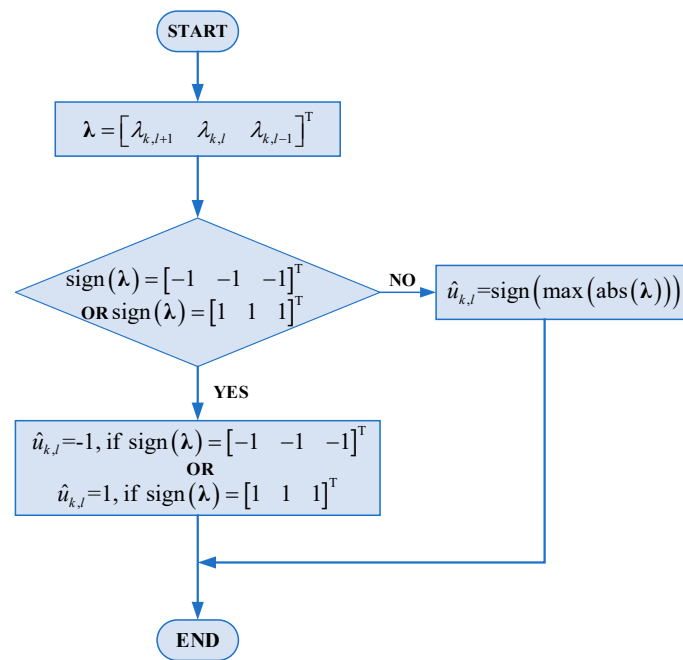 START
λ = [λ_{k,l+1} λ_{k,l} λ_{k,l−1}]^T
sign(λ) = [−1 −1 −1]^T
OR sign(λ) = [1 1 1]^T
NO
û_{k,l}=sign(max(abs(λ)))
YES
û_{k,l}=-1, if sign(λ) = [−1 −1 −1]^T
OR
û_{k,l}=1, if sign(λ) = [1 1 1]^T
END